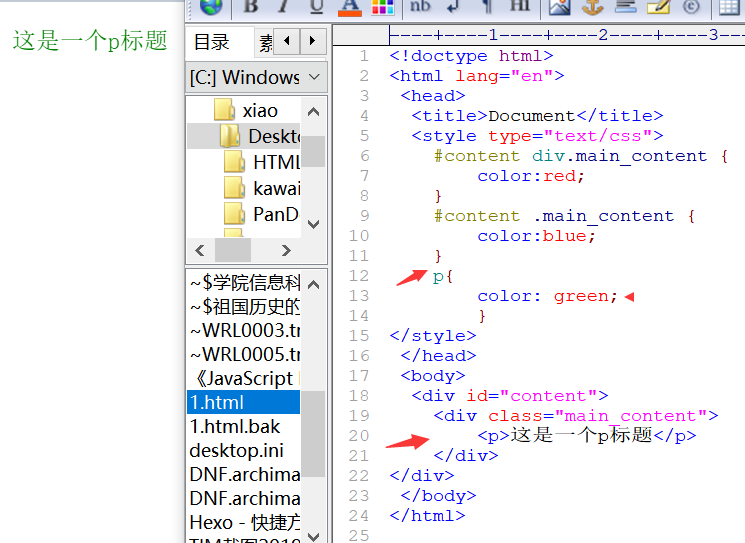 这是一个p标题
B I U A nb ¶ HI
目录 素
[C:] Windows
xiao
Deskto
HTML
kawai
PanDo
~$学院信息科
~$祖国历史的
~WRL0003.tr
~WRL0005.tr
《JavaScript
1.html
1.html.bak
desktop.ini
DNF.archima
DNF.archima
Hexo - 快捷方
----+----1----+----2----+----3---
1 <!doctype html>
2 <html lang="en">
3 <head>
4 <title>Document</title>
5 <style type="text/css">
6 #content div.main_content {
7 color:red;
8 }
9 #content .main_content {
10 color:blue;
11 }
12 p{
13 color: green;
14 }
15 </style>
16 </head>
17 <body>
18 <div id="content">
19 <div class="main_content">
20 <p>这是一个p标题</p>
21 </div>
22 </div>
23 </body>
24 </html>
25